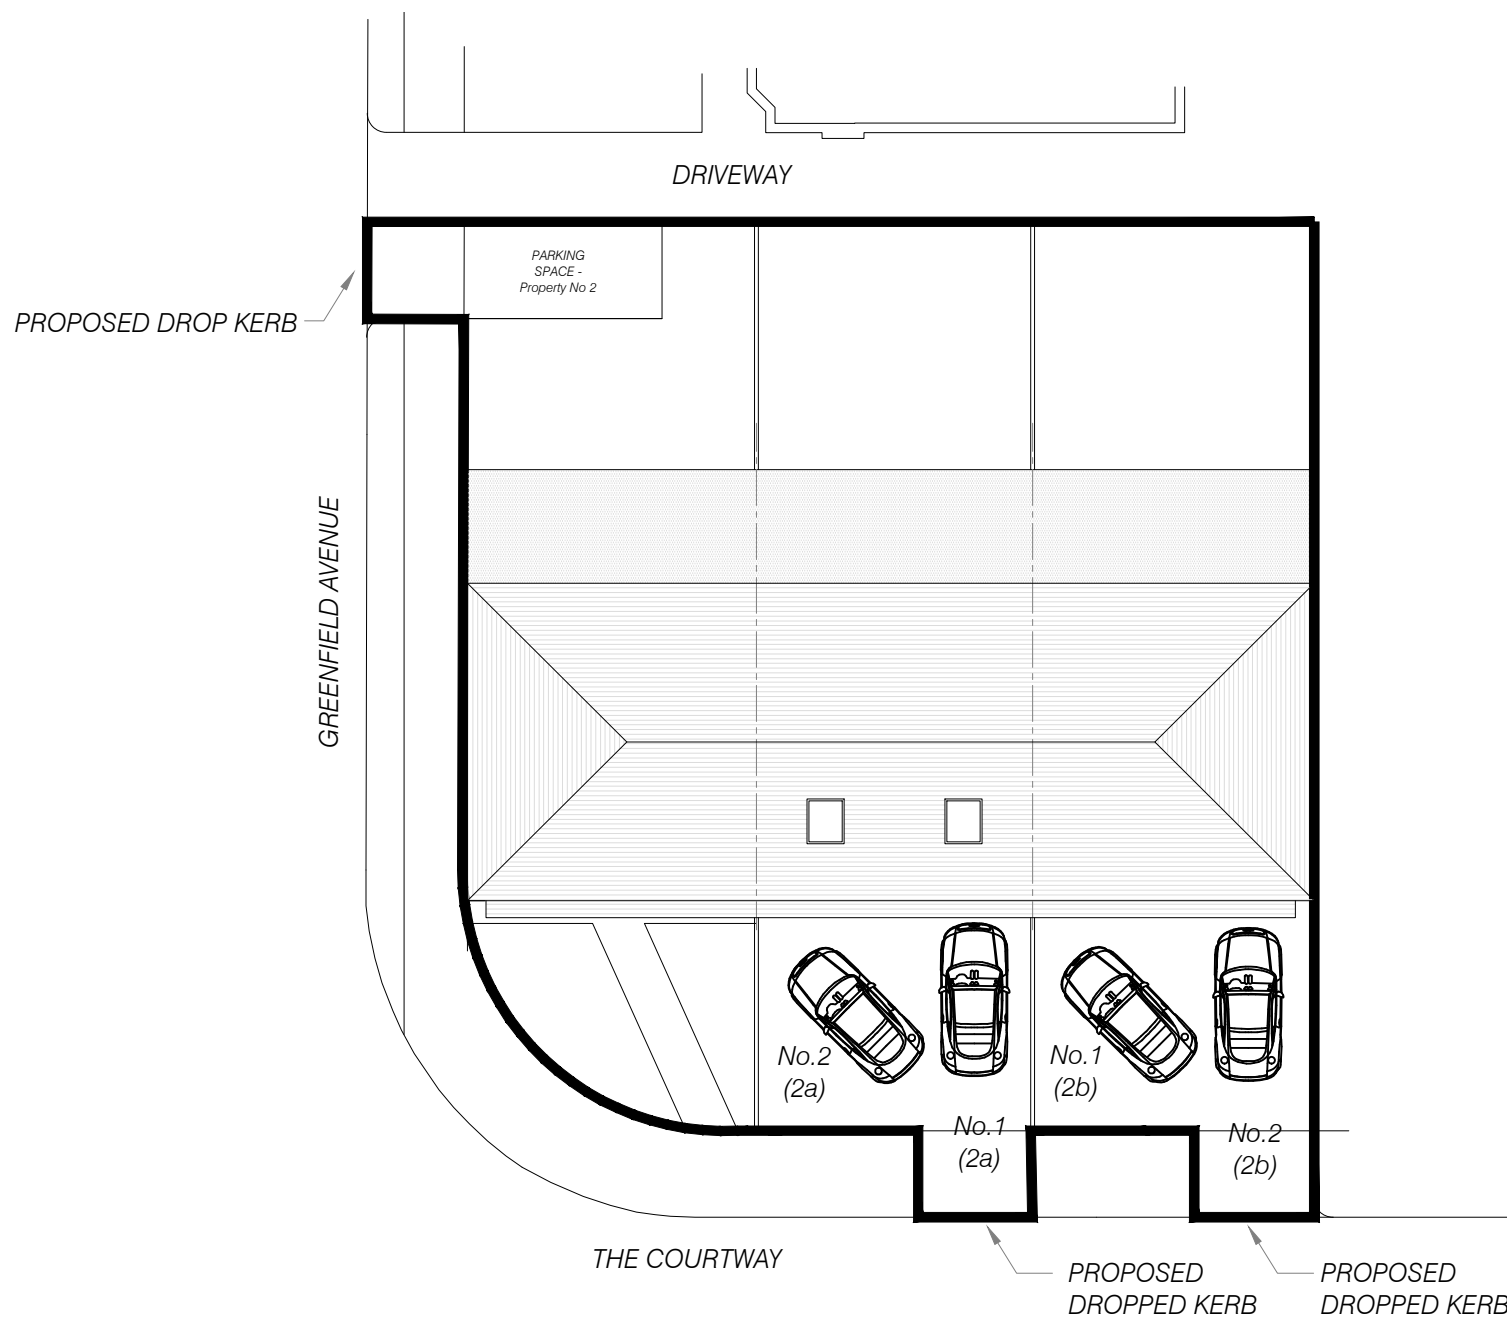 DRIVEWAY
PARKING
SPACE -
Property No 2
PROPOSED DROP KERB
GREENFIELD AVENUE
No.2
(2a)
No.1
(2a)
No.1
(2b)
No.2
(2b)
THE COURTWAY
PROPOSED
DROPPED KERB
PROPOSED
DROPPED KERB